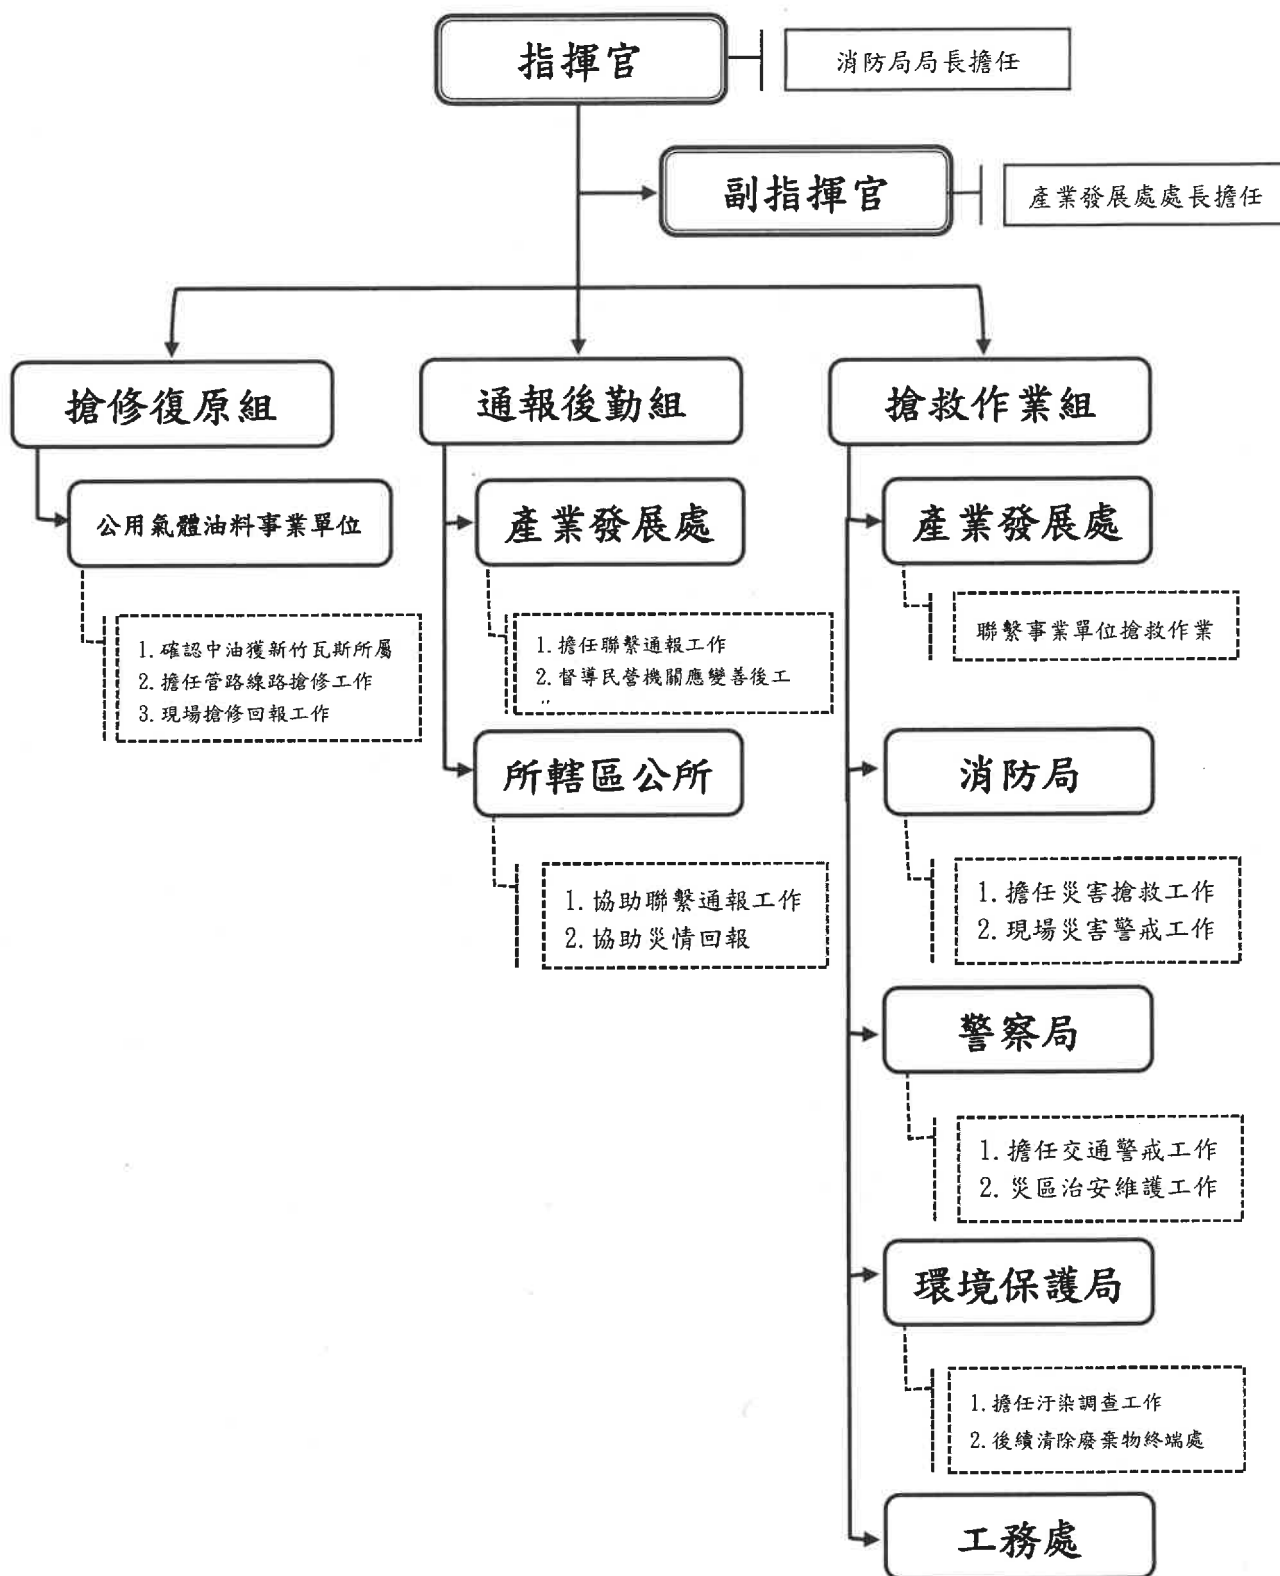 指揮官
消防局局長擔任
副指揮官
產業發展處處長擔任
搶修復原組
通報後勤組
搶救作業組
公用氣體油料事業單位
1.確認中油獲新竹瓦斯所屬
2.擔任管路線路搶修工作
3.現場搶修回報工作
產業發展處
1.擔任聯繫通報工作
2.督導民營機關應變善後工
所轄區公所
1.協助聯繫通報工作
2.協助災情回報
產業發展處
聯繫事業單位搶救作業
消防局
1.擔任災害搶救工作
2.現場災害警戒工作
警察局
1.擔任交通警戒工作
2.災區治安維護工作
環境保護局
1.擔任汙染調查工作
2.後續清除廢棄物終端處
工務處